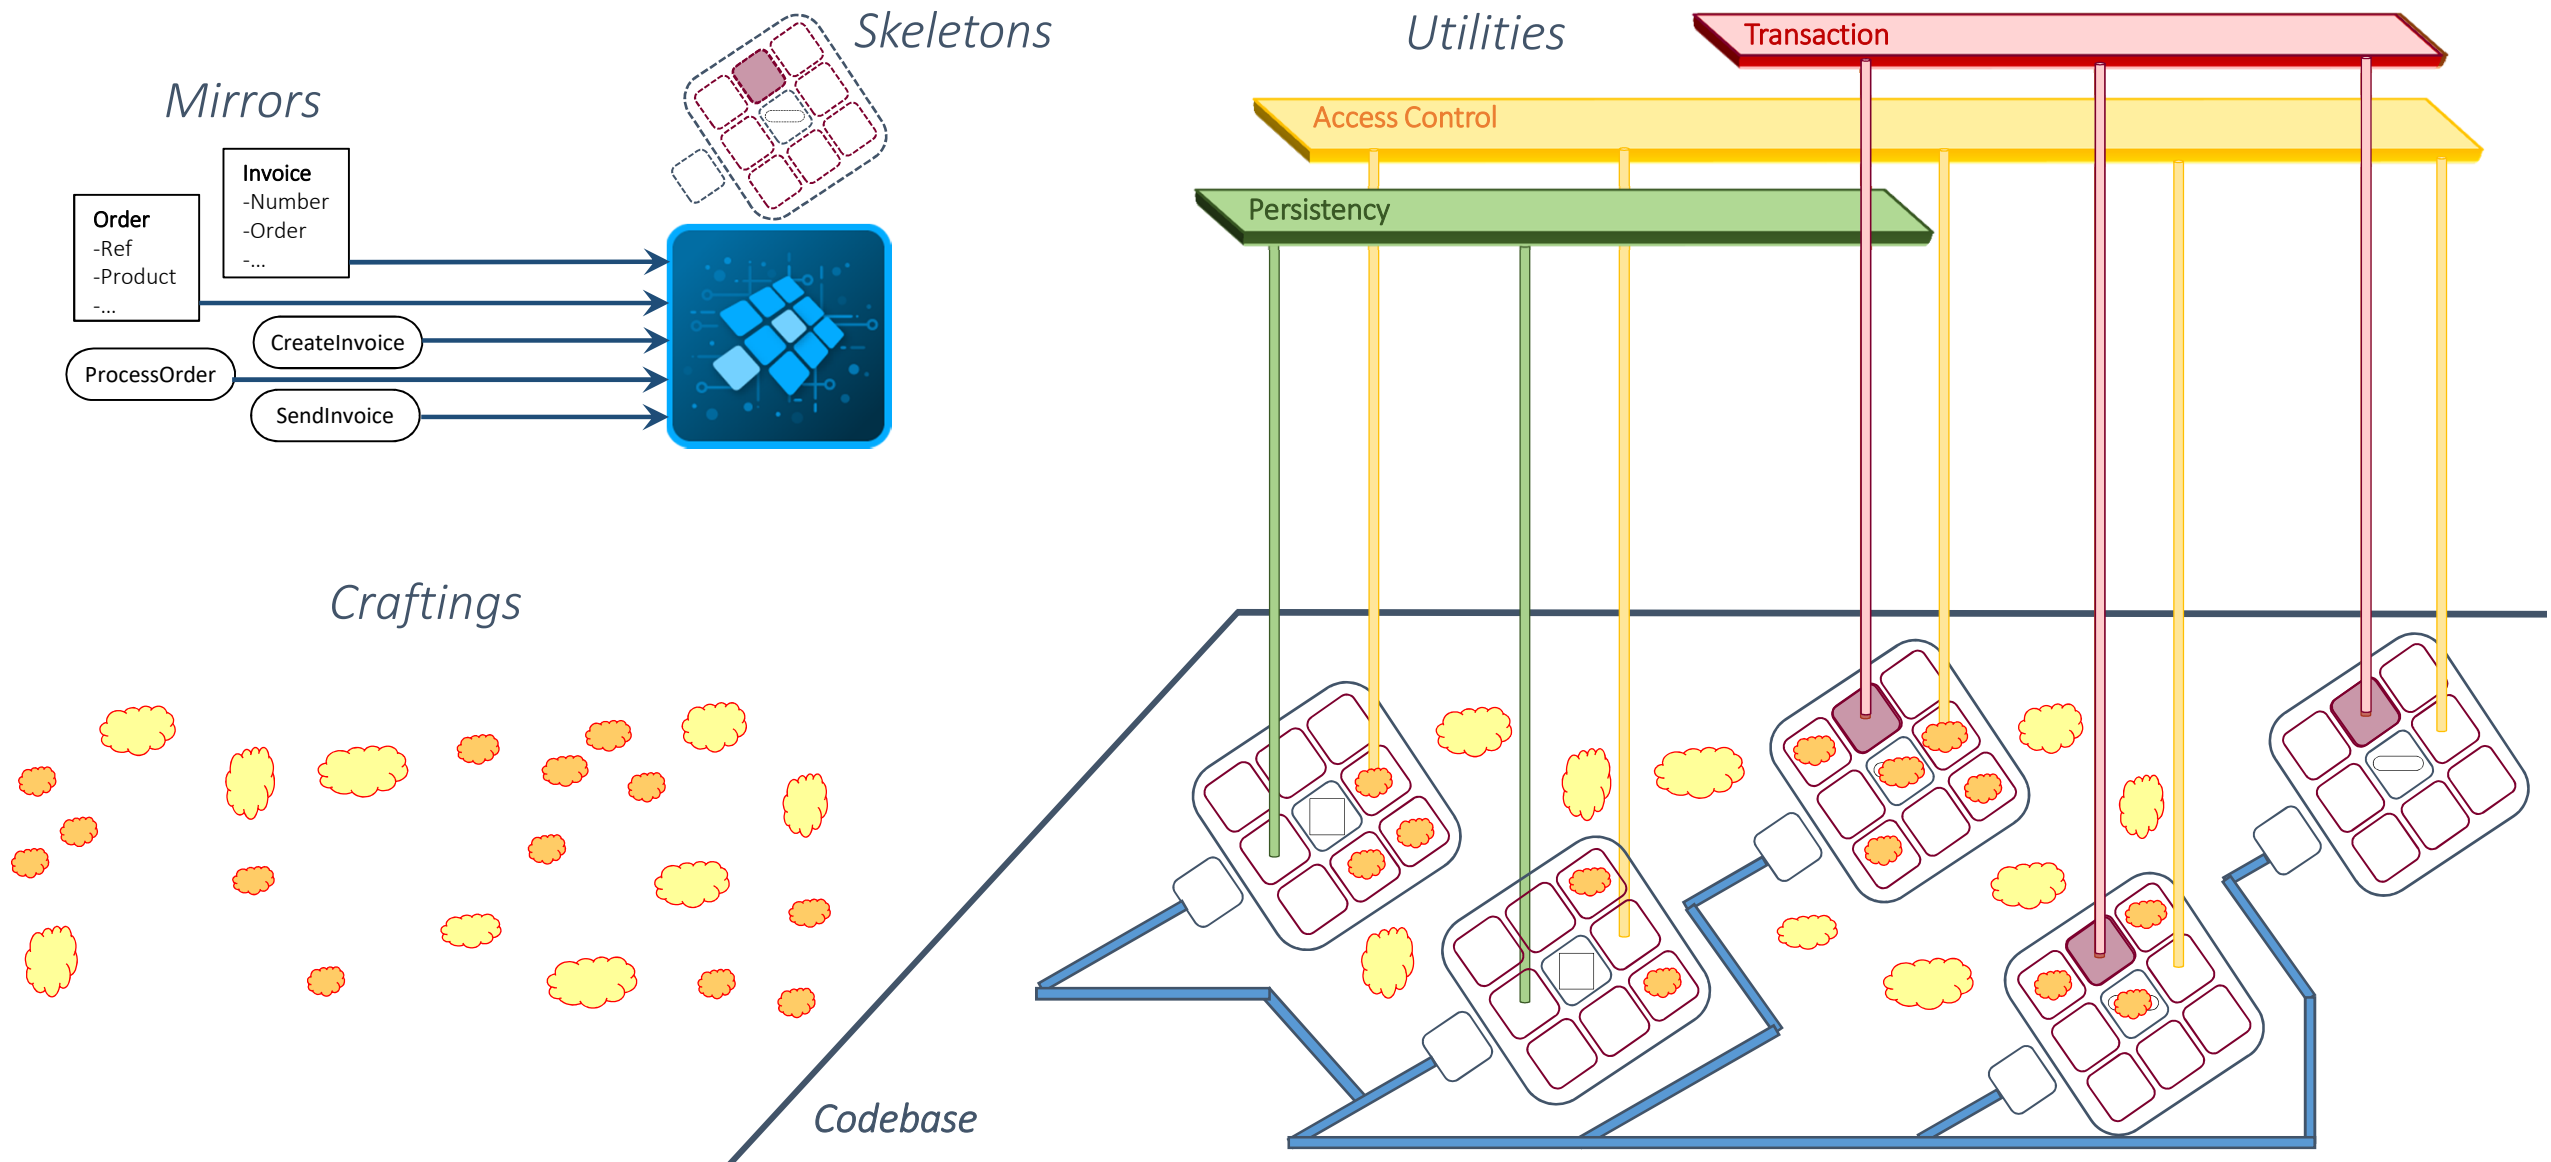 Skeletons
Utilities
Transaction
Mirrors
Access Control
Invoice
-Number
-Order
-...
Order
-Ref
-Product
-...
Persistency
CreateInvoice
ProcessOrder
SendInvoice
Craftings
Codebase